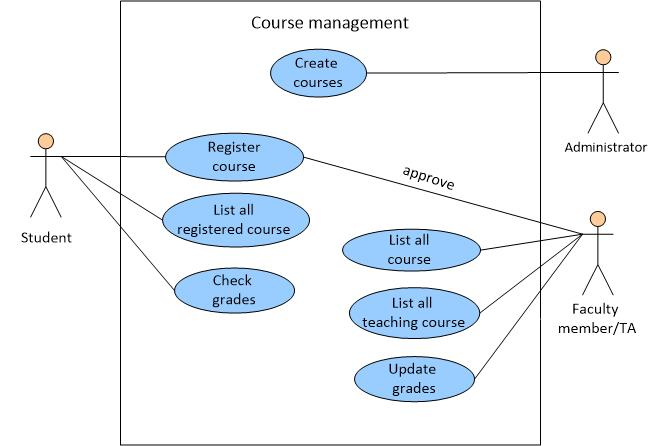 Course management
Create
courses
Administrator
Register
course
approve
List all
registered course
Student
List all
course
Check
grades
List all
teaching course
Faculty
member/TA
Update
grades